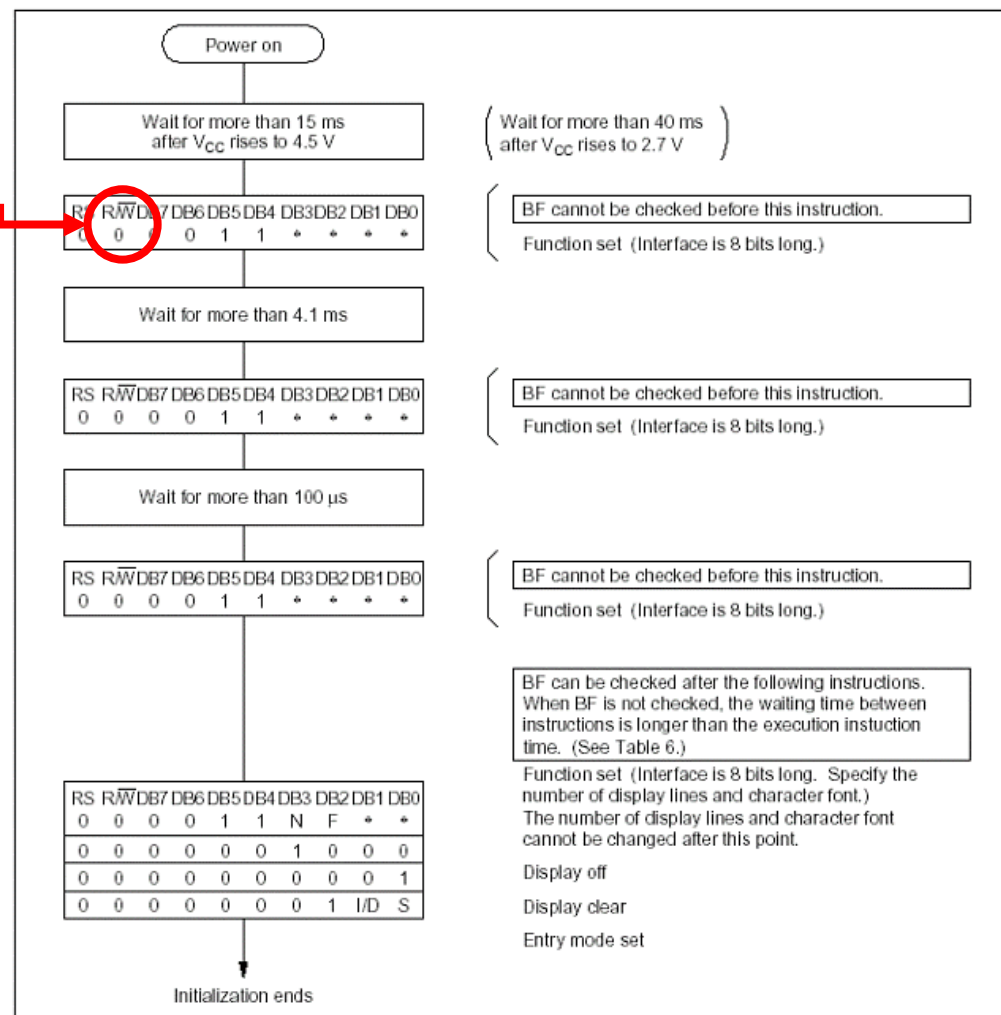 Power on
Wait for more than 15 ms
after VCC rises to 4.5 V
Wait for more than 40 ms
after VCC rises to 2.7 V
RS R/W̅ DB7 DB6 DB5 DB4 DB3 DB2 DB1 DB0
0 0 0 0 1 1 * * * *
BF cannot be checked before this instruction.
Function set (Interface is 8 bits long.)
Wait for more than 4.1 ms
RS R/W̅ DB7 DB6 DB5 DB4 DB3 DB2 DB1 DB0
0 0 0 0 1 1 * * * *
BF cannot be checked before this instruction.
Function set (Interface is 8 bits long.)
Wait for more than 100 µs
RS R/W̅ DB7 DB6 DB5 DB4 DB3 DB2 DB1 DB0
0 0 0 0 1 1 * * * *
BF cannot be checked before this instruction.
Function set (Interface is 8 bits long.)
BF can be checked after the following instructions.
When BF is not checked, the waiting time between
instructions is longer than the execution instuction
time. (See Table 6.)
RS R/W̅ DB7 DB6 DB5 DB4 DB3 DB2 DB1 DB0
0 0 0 0 1 1 N F * *
0 0 0 0 0 0 1 0 0 0
0 0 0 0 0 0 0 0 0 1
0 0 0 0 0 0 0 1 I/D S
Function set (Interface is 8 bits long. Specify the
number of display lines and character font.)
The number of display lines and character font
cannot be changed after this point.
Display off
Display clear
Entry mode set
Initialization ends